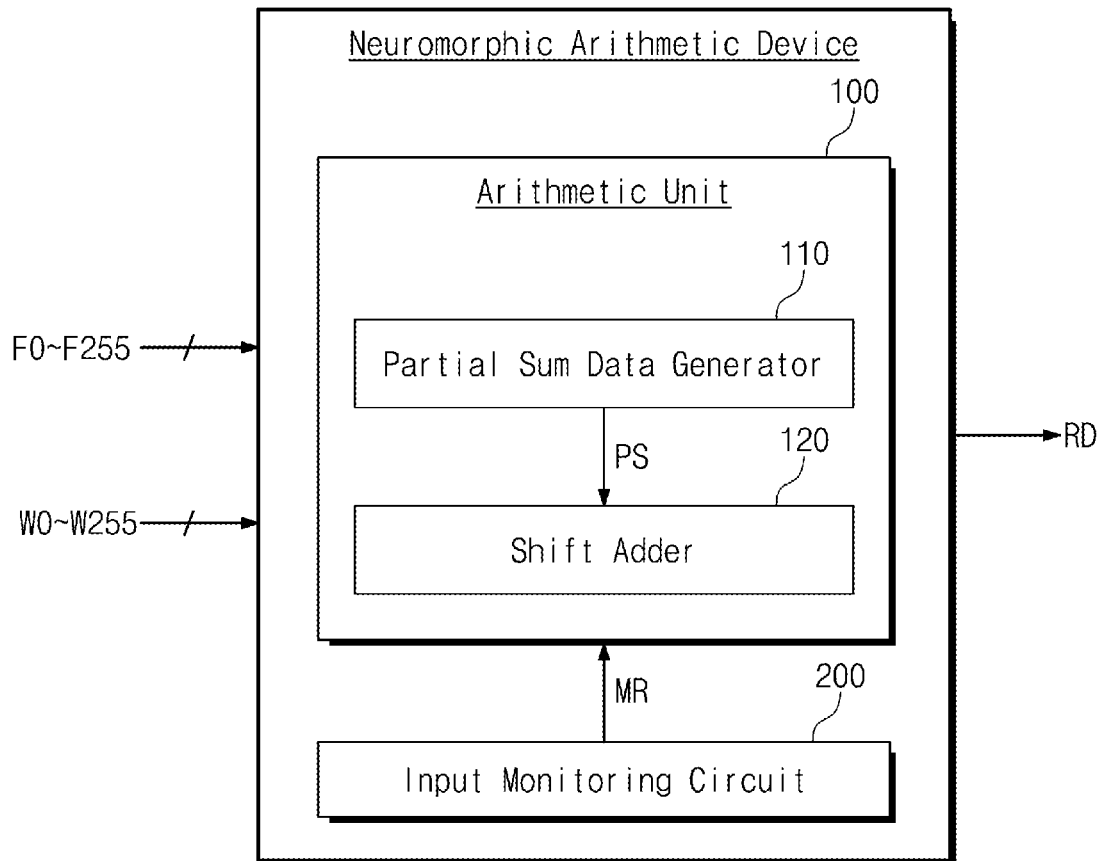 Neuromorphic Arithmetic Device
100
Arithmetic Unit
110
F0~F255
Partial Sum Data Generator
PS
120
RD
W0~W255
Shift Adder
MR
200
Input Monitoring Circuit